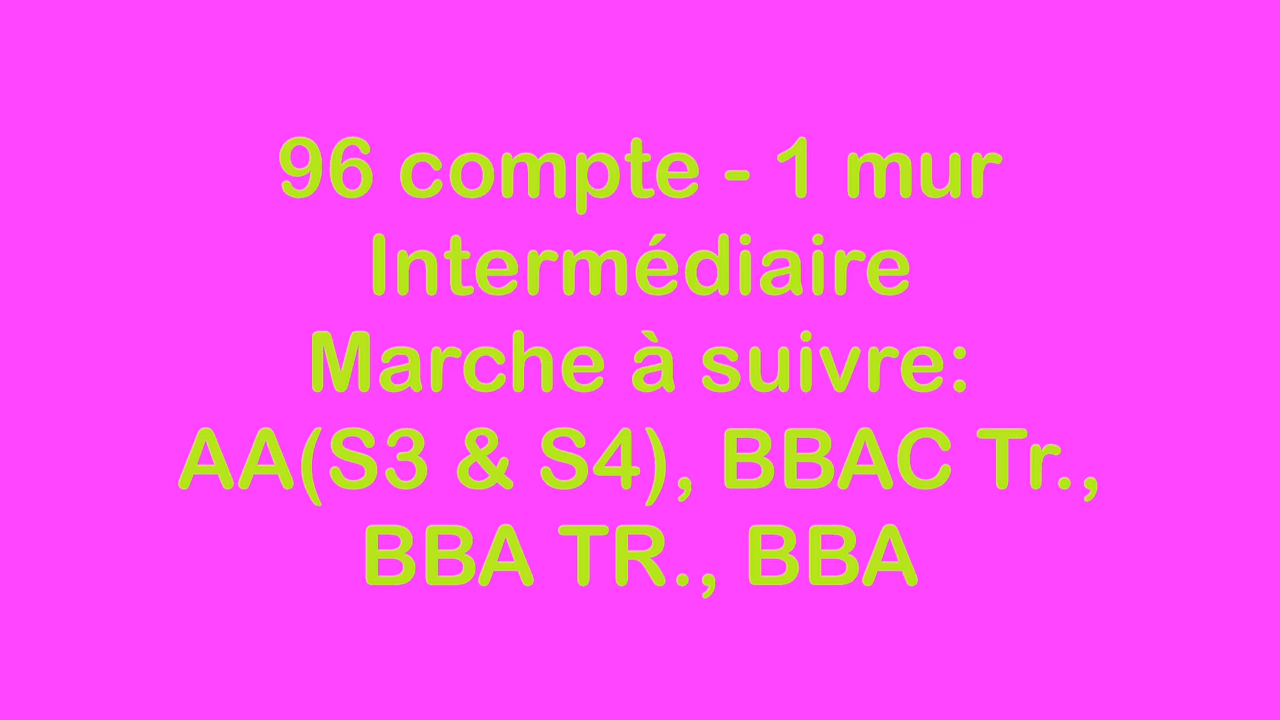 96 compte - 1 mur
Intermédiaire
Marche à suivre:
AA(S3 & S4), BBAC Tr.,
BBA TR., BBA